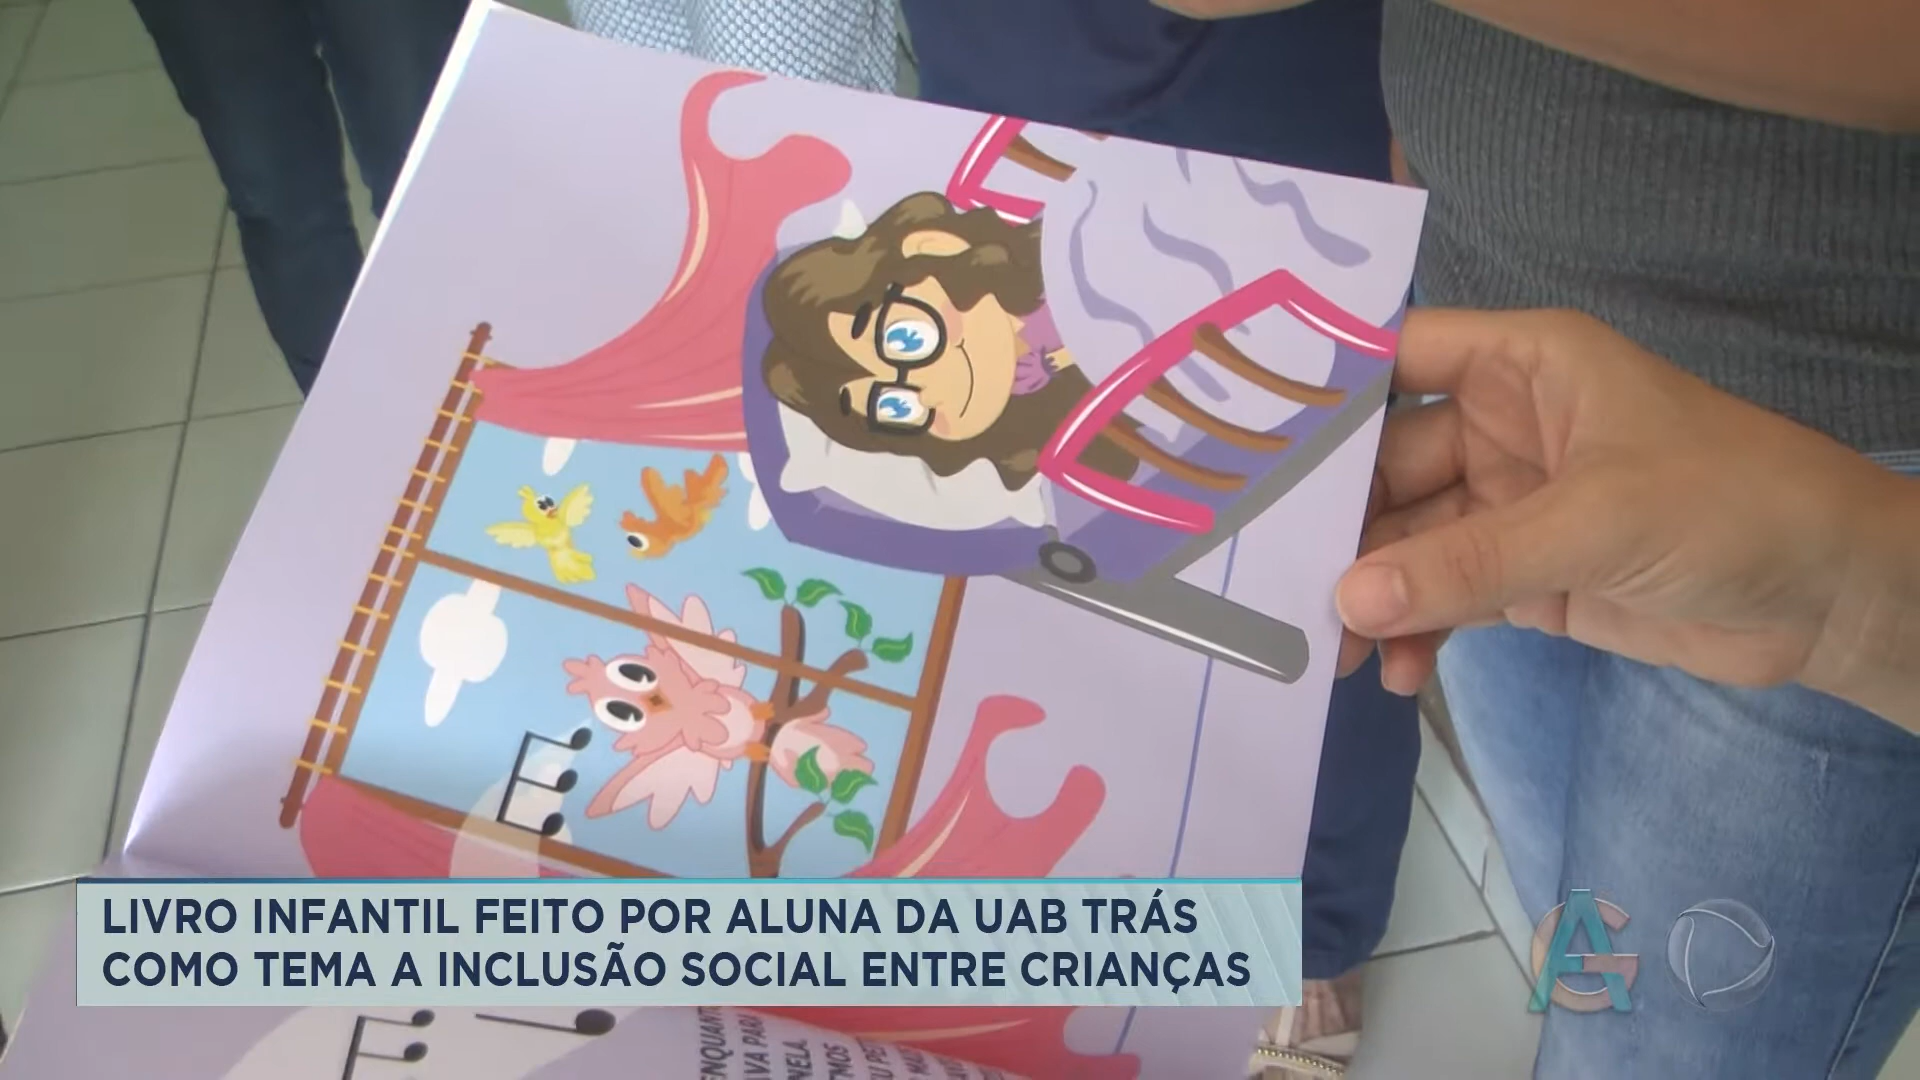 LIVRO INFANTIL FEITO POR ALUNA DA UAB TRÁS
COMO TEMA A INCLUSÃO SOCIAL ENTRE CRIANÇAS